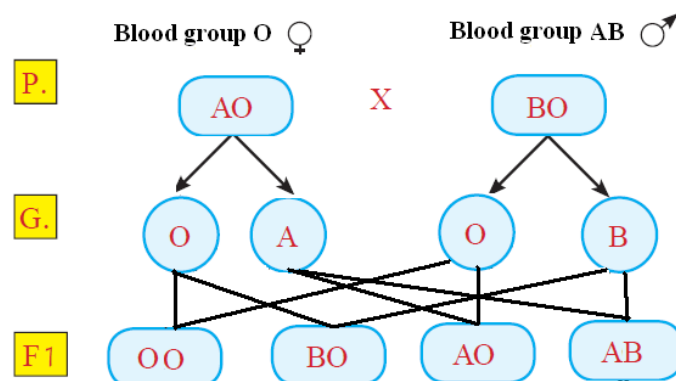 Blood group O ♀ Blood group AB ♂
P. AO X BO
G. O A O B
F1 OO BO AO AB